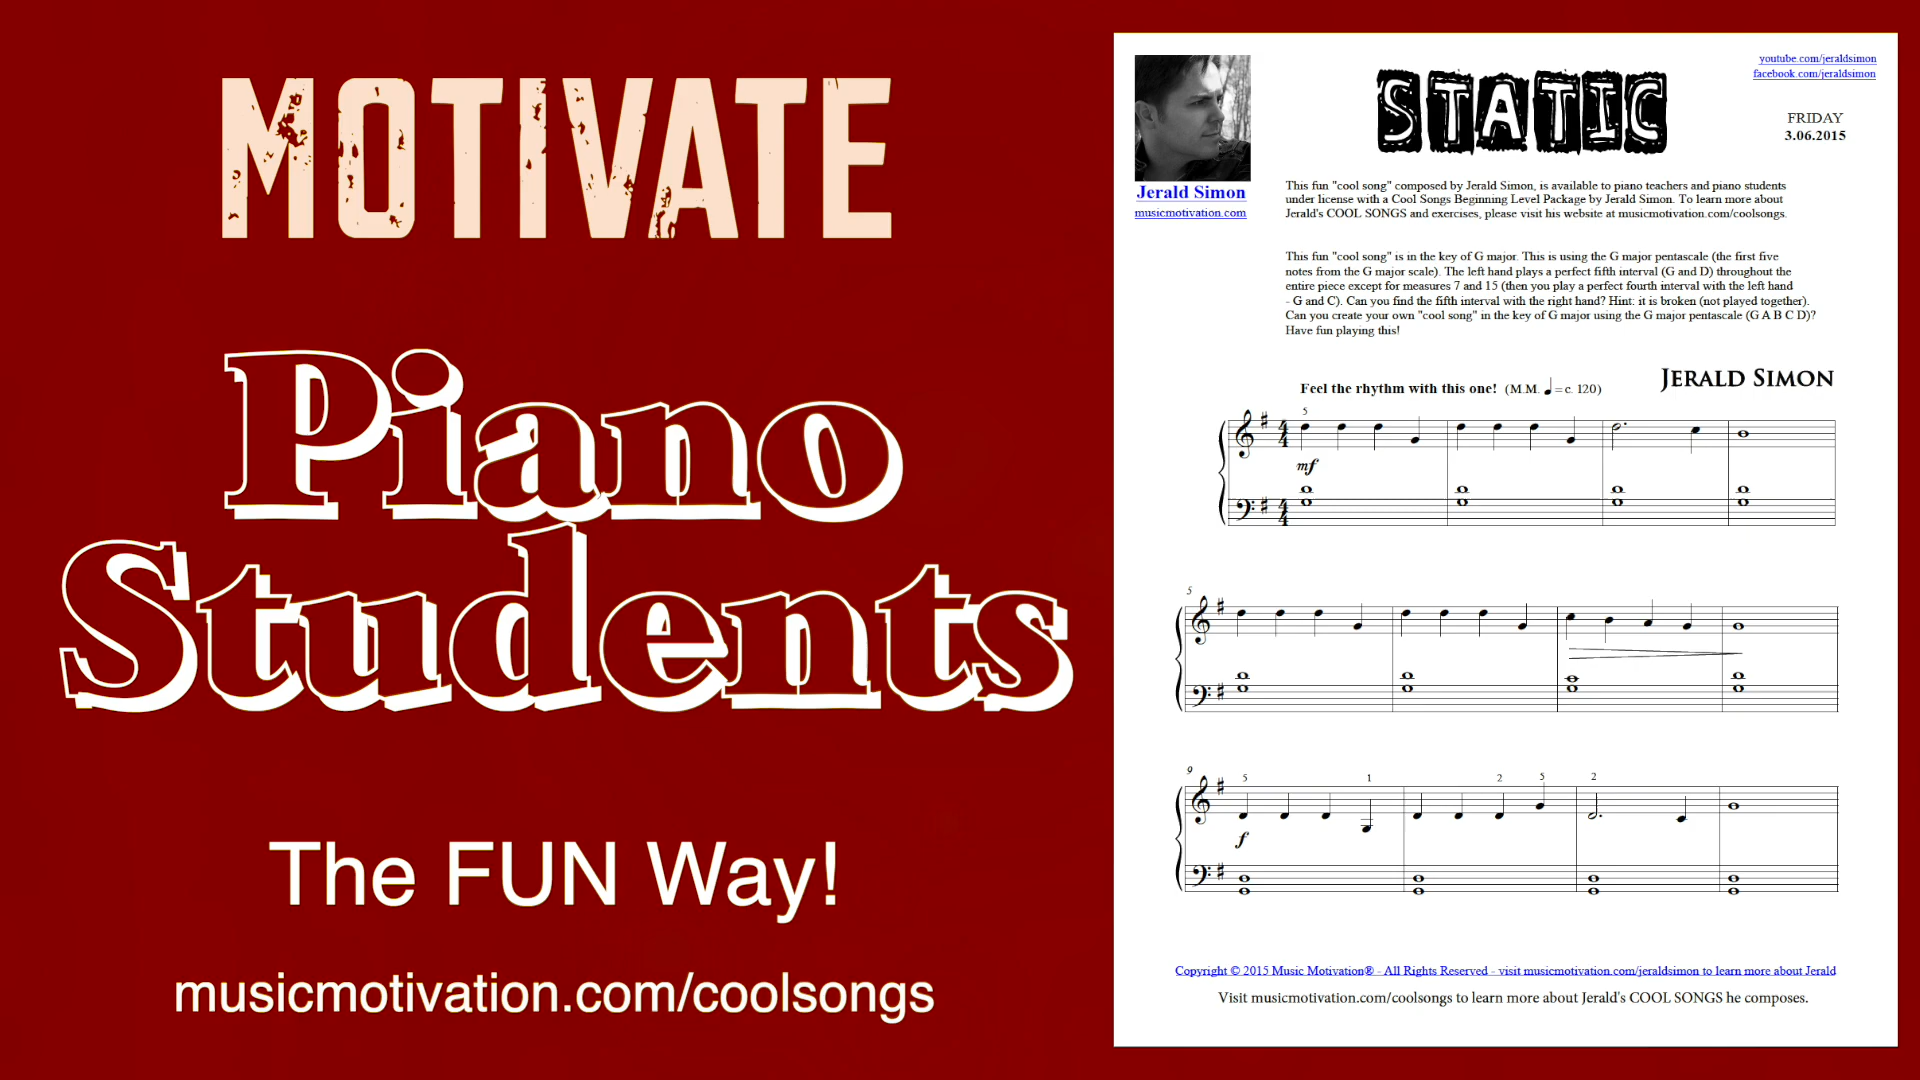 MOTIVATE
Piano
Students
The FUN Way!
musicmotivation.com/coolsongs
STATIC
youtube.com/jeraldsimon
facebook.com/jeraldsimon
FRIDAY
3.06.2015
Jerald Simon
musicmotivation.com
This fun "cool song" composed by Jerald Simon, is available to piano teachers and piano students
under license with a Cool Songs Beginning Level Package by Jerald Simon. To learn more about
Jerald's COOL SONGS and exercises, please visit his website at musicmotivation.com/coolsongs.
This fun "cool song" is in the key of G major. This is using the G major pentascale (the first five
notes from the G major scale). The left hand plays a perfect fifth interval (G and D) throughout the
entire piece except for measures 7 and 15 (then you play a perfect fourth interval with the left hand
- G and C). Can you find the fifth interval with the right hand? Hint: it is broken (not played together).
Can you create your own "cool song" in the key of G major using the G major pentascale (G A B C D)?
Have fun playing this!
JERALD SIMON
Feel the rhythm with this one! (M.M. ♩ = c. 120)
5
4
4
mf
4
4
5
9
5 1 2 5 2
f
Copyright © 2015 Music Motivation® - All Rights Reserved - visit musicmotivation.com/jeraldsimon to learn more about Jerald
Visit musicmotivation.com/coolsongs to learn more about Jerald's COOL SONGS he composes.